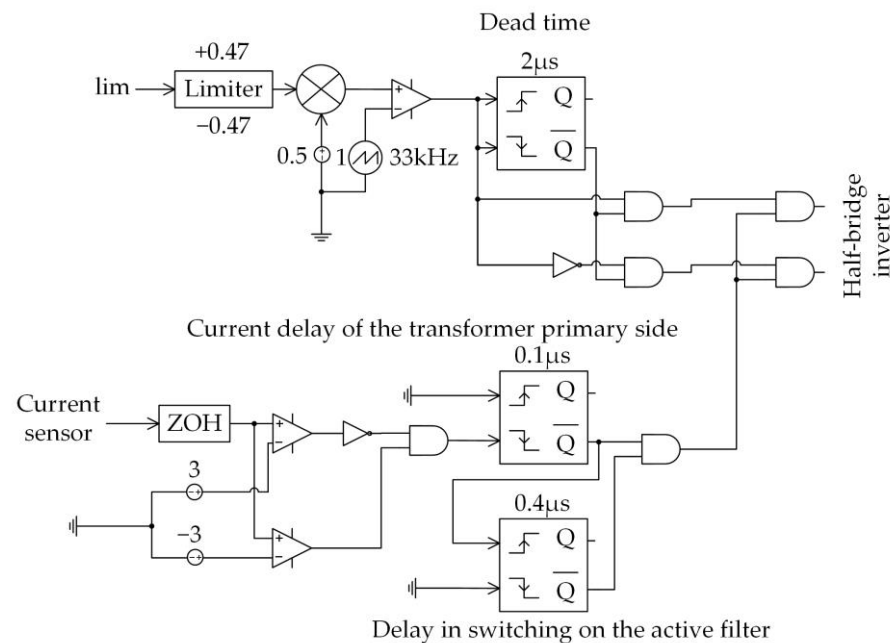 Dead time
+0.47
lim
Limiter
−0.47
0.5
1
33kHz
+
−
2μs
Q
Q
Half-bridge
inverter
Current delay of the transformer primary side
0.1μs
Current
sensor
ZOH
+
−
Q
Q
3
−3
+
−
0.4μs
Q
Q
Delay in switching on the active filter